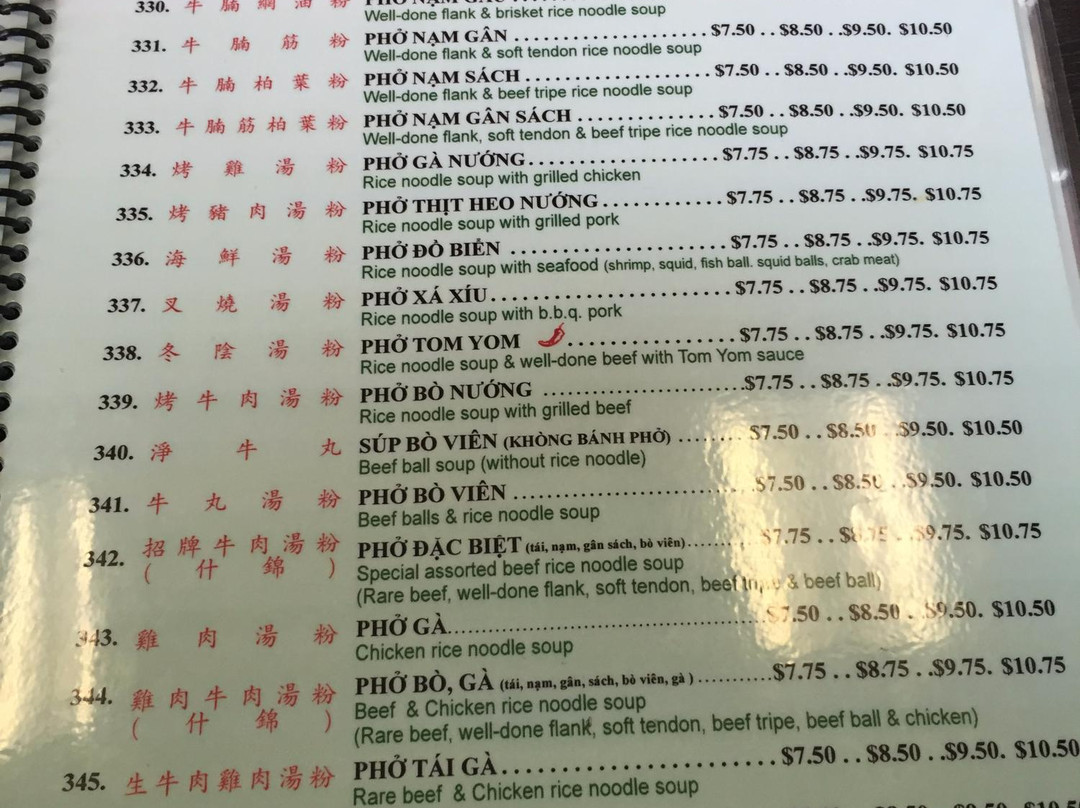 330. 牛腩
Well-done flank & brisket rice noodle soup
331. 牛腩筋粉 PHỞ NẠM GÂN ........................ $7.50 . . $8.50 . ..$9.50. $10.50
Well-done flank & soft tendon rice noodle soup
332. 牛腩柏葉粉 PHỞ NẠM SÁCH ....................... $7.50 . . $8.50 . ..$9.50. $10.50
Well-done flank & beef tripe rice noodle soup
333. 牛腩筋柏葉粉 PHỞ NẠM GÂN SÁCH .................. $7.50 . . $8.50 . ..$9.50. $10.50
Well-done flank, soft tendon & beef tripe rice noodle soup
334. 烤雞湯粉 PHỞ GÀ NƯỚNG ........................ $7.75 . . $8.75 . ..$9.75. $10.75
Rice noodle soup with grilled chicken
335. 烤豬肉湯粉 PHỞ THỊT HEO NƯỚNG ............... $7.75 . . $8.75 . ..$9.75. $10.75
Rice noodle soup with grilled pork
336. 海鮮湯粉 PHỞ ĐÒ BIỂN ........................ $7.75 . . $8.75 . ..$9.75. $10.75
Rice noodle soup with seafood (shrimp, squid, fish ball. squid balls, crab meat)
337. 叉燒湯粉 PHỞ XÁ XÍU .......................... $7.75 . . $8.75 . ..$9.75. $10.75
Rice noodle soup with b.b.q. pork
338. 冬陰湯粉 PHỞ TOM YOM .................. $7.75 . . $8.75 . ..$9.75. $10.75
Rice noodle soup & well-done beef with Tom Yom sauce
339. 烤牛肉湯粉 PHỞ BÒ NƯỚNG ........................ $7.75 . . $8.75 . ..$9.75. $10.75
Rice noodle soup with grilled beef
340. 淨牛丸 SÚP BÒ VIÊN (KHÒNG BÁNH PHỞ) ........ $7.50 . . $8.50 . ..$9.50. $10.50
Beef ball soup (without rice noodle)
341. 牛丸湯粉 PHỞ BÒ VIÊN .............................. $7.50 . . $8.50 . ..$9.50. $10.50
Beef balls & rice noodle soup
342. 招牌牛肉湯粉 PHỞ ĐẶC BIỆT (tái, nạm, gân sách, bò viên) ........ $7.75 . . $8.75 . ..$9.75. $10.75
(什錦) Special assorted beef rice noodle soup
(Rare beef, well-done flank, soft tendon, beef tripe & beef ball)
343. 雞肉湯粉 PHỞ GÀ .................................. $7.50 . . $8.50 . ..$9.50. $10.50
Chicken rice noodle soup
344. 雞肉牛肉湯粉 PHỞ BÒ, GÀ (tái, nạm, gân, sách, bò viên, gà ) .......... $7.75 . . $8.75 . ..$9.75. $10.75
(什錦) Beef & Chicken rice noodle soup
(Rare beef, well-done flank, soft tendon, beef tripe, beef ball & chicken)
345. 生牛肉雞肉湯粉 PHỞ TÁI GÀ ........................... $7.50 . . $8.50 . ..$9.50. $10.50
Rare beef & Chicken rice noodle soup